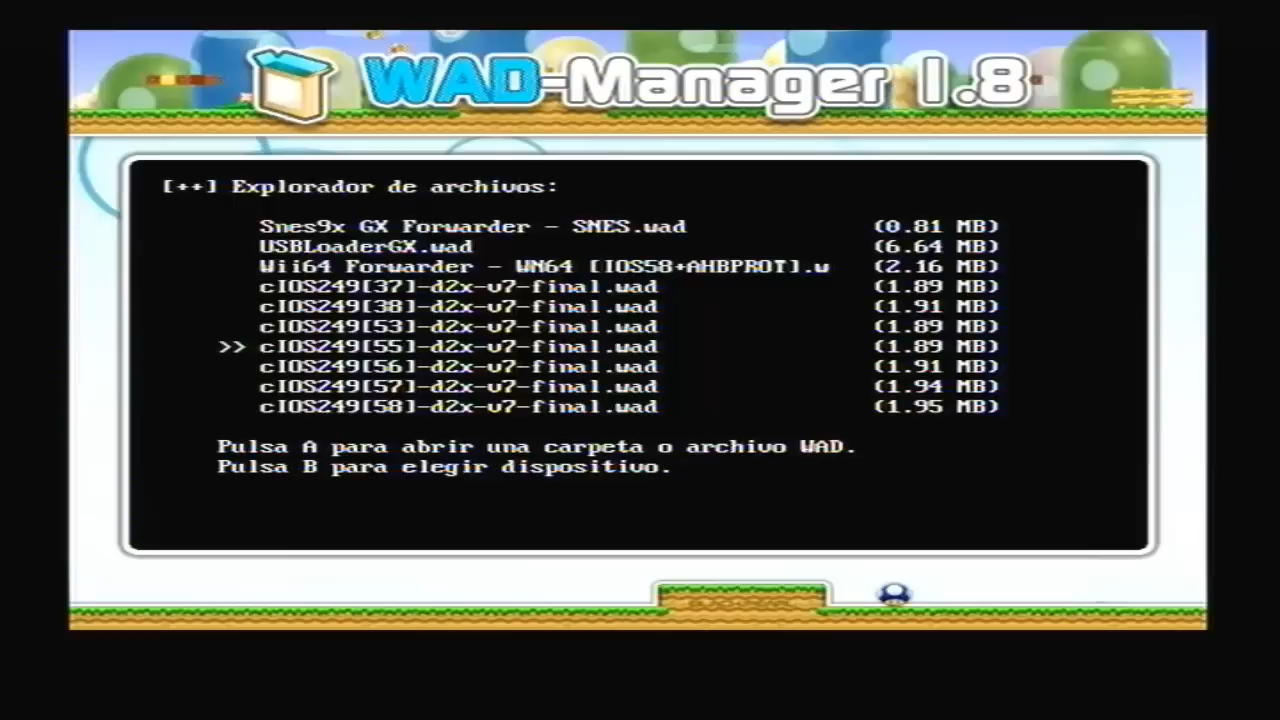 WAD-Manager 1.8
[++] Explorador de archivos:
Snes9x GX Forwarder - SNES.wad (0.81 MB)
USBLoaderGX.wad (6.64 MB)
Wii64 Forwarder - WN64 [IOS58+AHBPROT].w (2.16 MB)
cIOS249[37]-d2x-v7-final.wad (1.89 MB)
cIOS249[38]-d2x-v7-final.wad (1.91 MB)
cIOS249[53]-d2x-v7-final.wad (1.89 MB)
>> cIOS249[55]-d2x-v7-final.wad (1.89 MB)
cIOS249[56]-d2x-v7-final.wad (1.91 MB)
cIOS249[57]-d2x-v7-final.wad (1.94 MB)
cIOS249[58]-d2x-v7-final.wad (1.95 MB)
Pulsa A para abrir una carpeta o archivo WAD.
Pulsa B para elegir dispositivo.